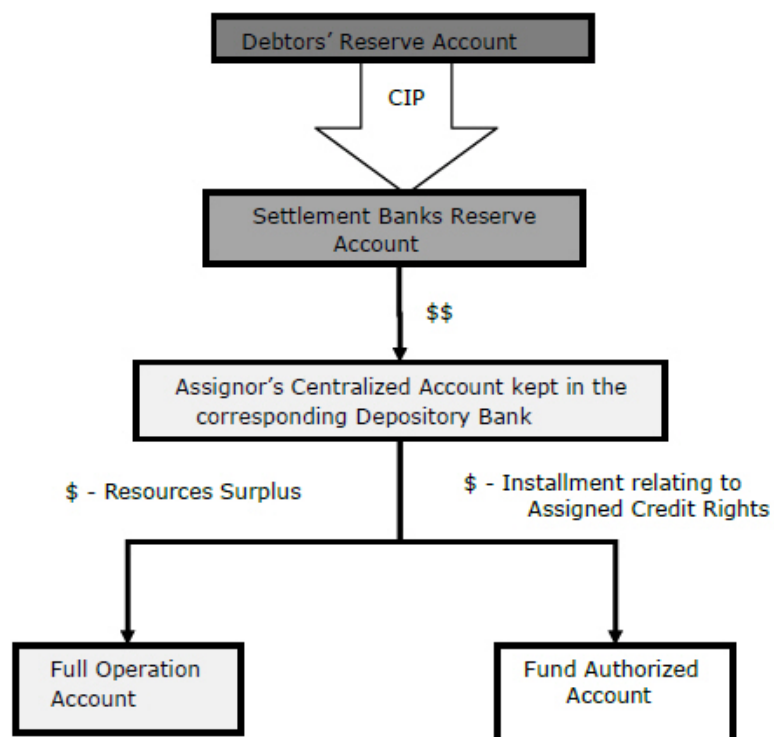 Debtors’ Reserve Account
CIP
Settlement Banks Reserve
Account
$$
Assignor’s Centralized Account kept in the
corresponding Depository Bank
$ - Resources Surplus
$ - Installment relating to
Assigned Credit Rights
Full Operation
Account
Fund Authorized
Account